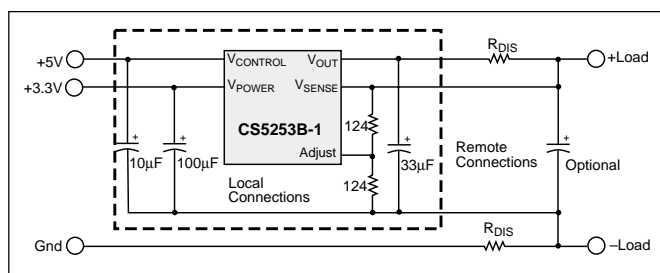 +5V
+3.3V
VCONTROL
VPOWER
VOUT
VSENSE
CS5253B-1
Adjust
RDIS
+Load
124
124
+
10µF
+
100µF
+
33µF
Local
Connections
Remote
Connections
+
Optional
RDIS
Gnd
–Load